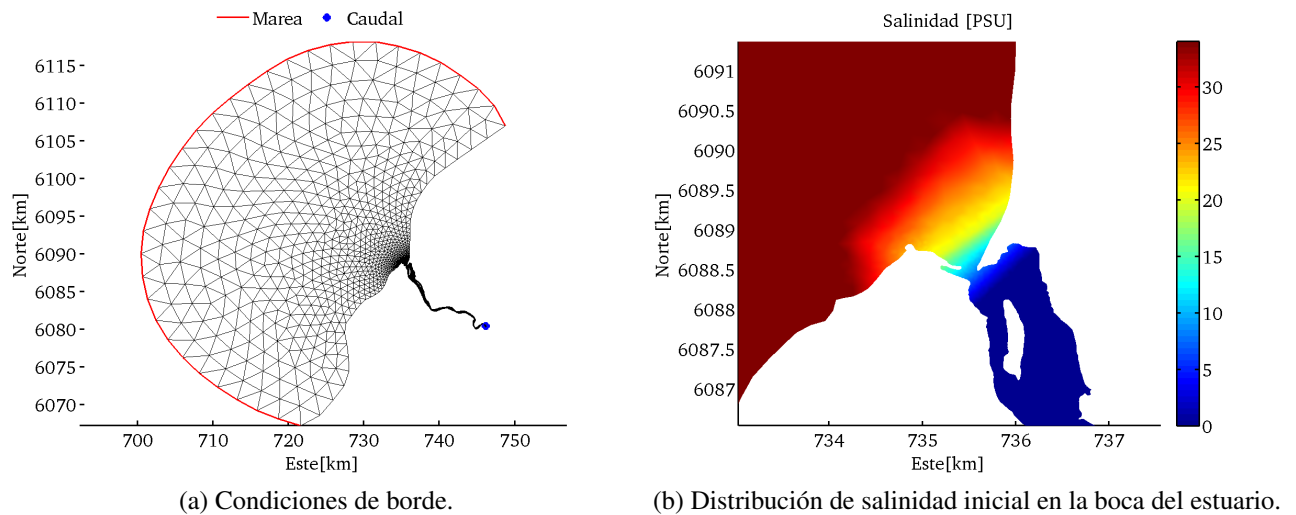 Marea Caudal
6115
6110
6105
6100
6095
6090
6085
6080
6075
6070
Norte[km]
700 710 720 730 740 750
Este[km]
(a) Condiciones de borde.
Salinidad [PSU]
6091
6090.5
6090
6089.5
6089
6088.5
6088
6087.5
6087
Norte[km]
734 735 736 737
Este[km]
30
25
20
15
10
5
0
(b) Distribución de salinidad inicial en la boca del estuario.